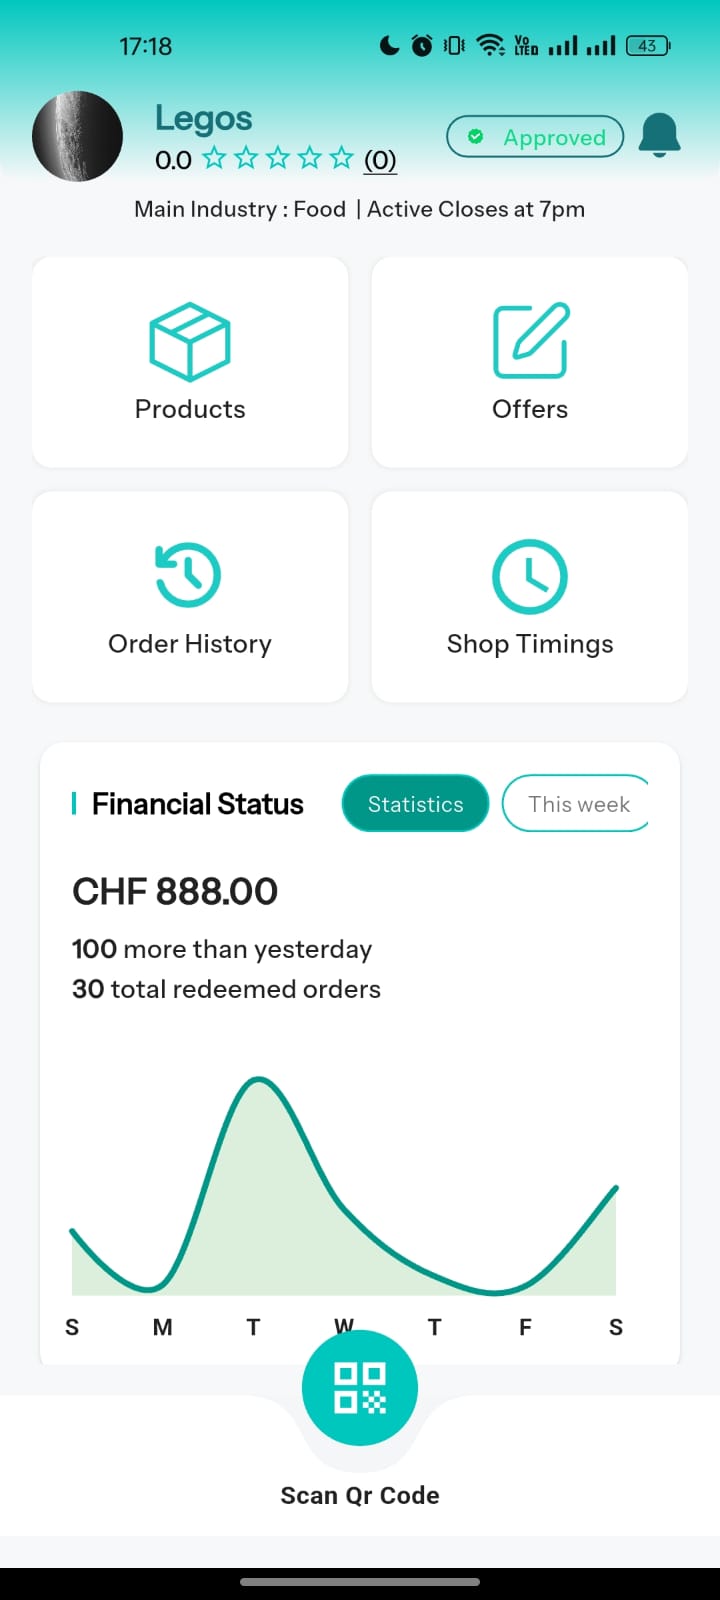 17:18
Vo
LTED
43
Legos
Approved
0.0 (0)
Main Industry : Food | Active Closes at 7pm
Products
Offers
Order History
Shop Timings
Financial Status
Statistics
This week
CHF 888.00
100 more than yesterday
30 total redeemed orders
S M T W T F S
Scan Qr Code